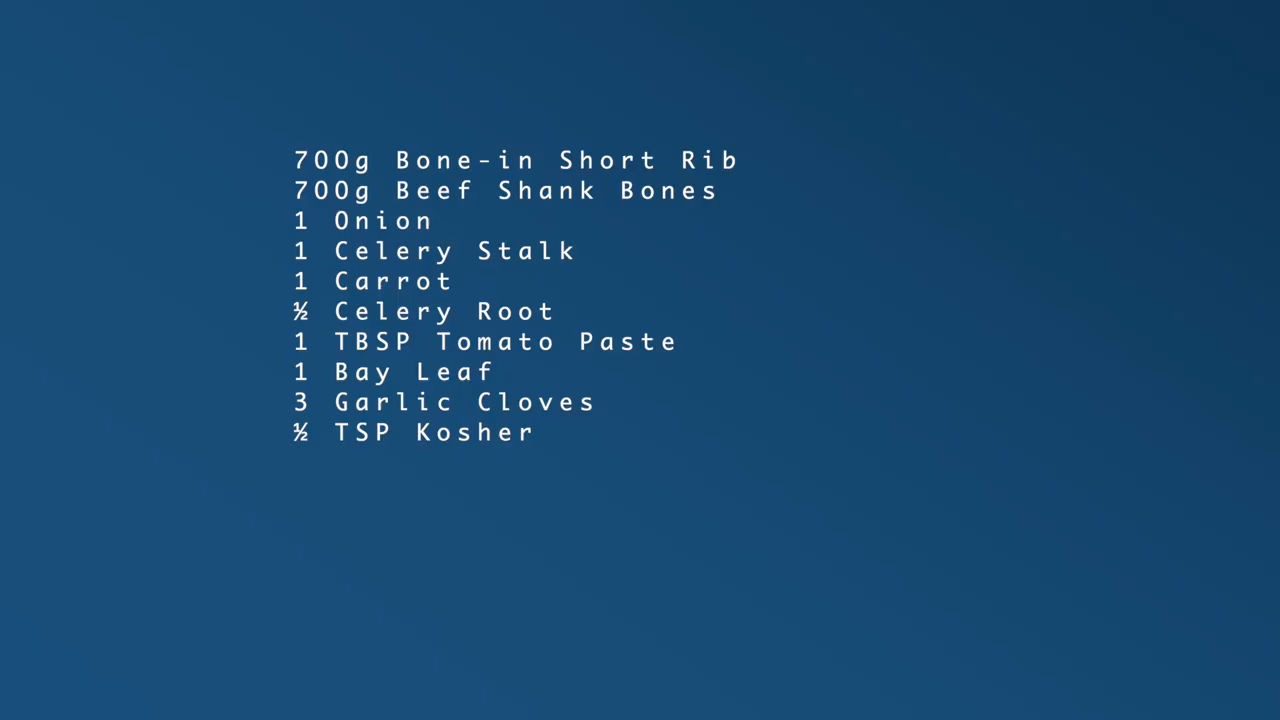 700g Bone-in Short Rib
700g Beef Shank Bones
1 Onion
1 Celery Stalk
1 Carrot
½ Celery Root
1 TBSP Tomato Paste
1 Bay Leaf
3 Garlic Cloves
½ TSP Kosher